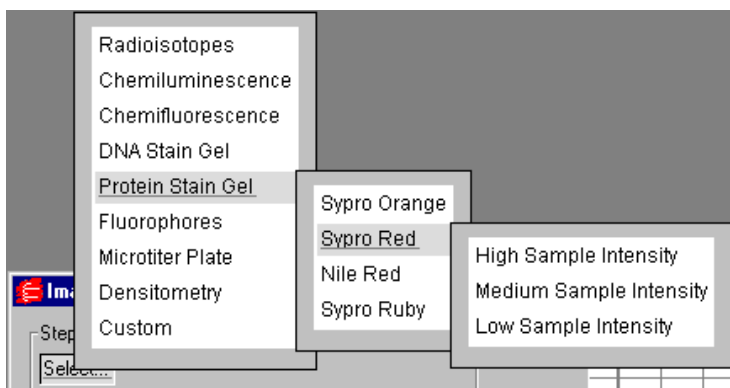 Radioisotopes
Chemiluminescence
Chemifluorescence
DNA Stain Gel
Protein Stain Gel
Fluorophores
Microtiter Plate
Densitometry
Custom
Sypro Orange
Sypro Red
Nile Red
Sypro Ruby
High Sample Intensity
Medium Sample Intensity
Low Sample Intensity
Step
Select...